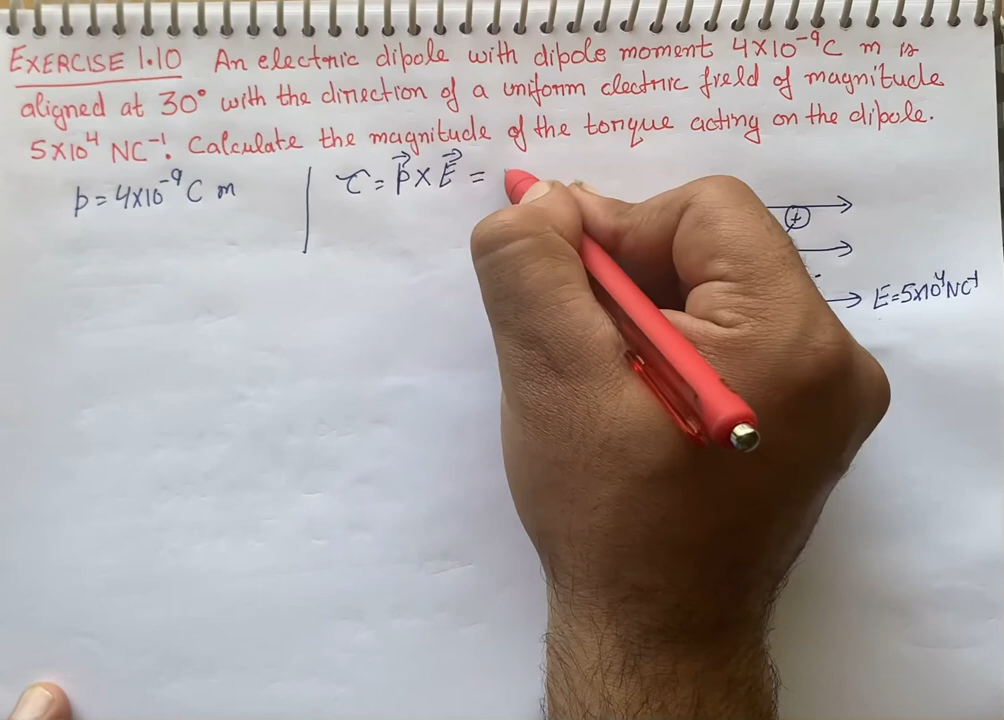 EXERCISE 1.10 An electric dipole with dipole moment 4×10⁻⁹C m is
aligned at 30° with the direction of a uniform electric field of magnitude
5×10⁴ NC⁻¹. Calculate the magnitude of the torque acting on the dipole.
p = 4×10⁻⁹ C m
τ = p⃗ × E⃗ =
+
E=5×10⁴NC⁻¹